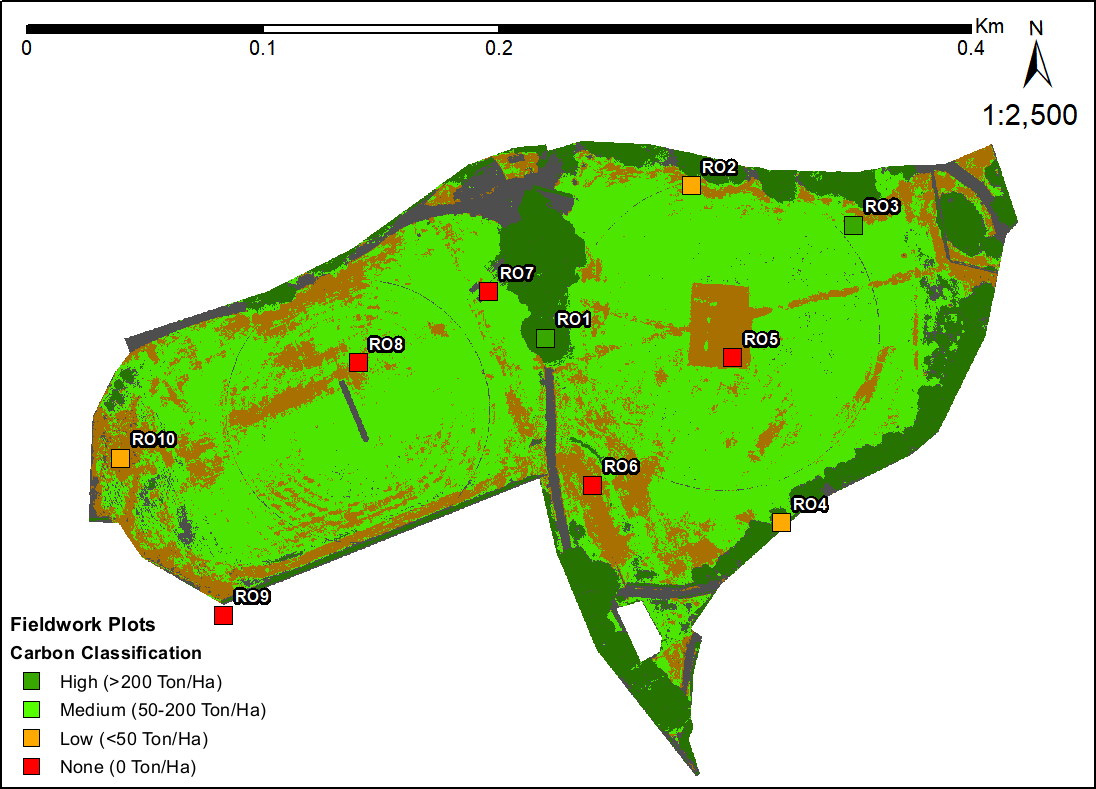 Km
N
0
0.1
0.2
0.4
1:2,500
RO2
RO3
RO7
RO1
RO5
RO8
RO10
RO6
RO4
RO9
Fieldwork Plots
Carbon Classification
High (>200 Ton/Ha)
Medium (50-200 Ton/Ha)
Low (<50 Ton/Ha)
None (0 Ton/Ha)